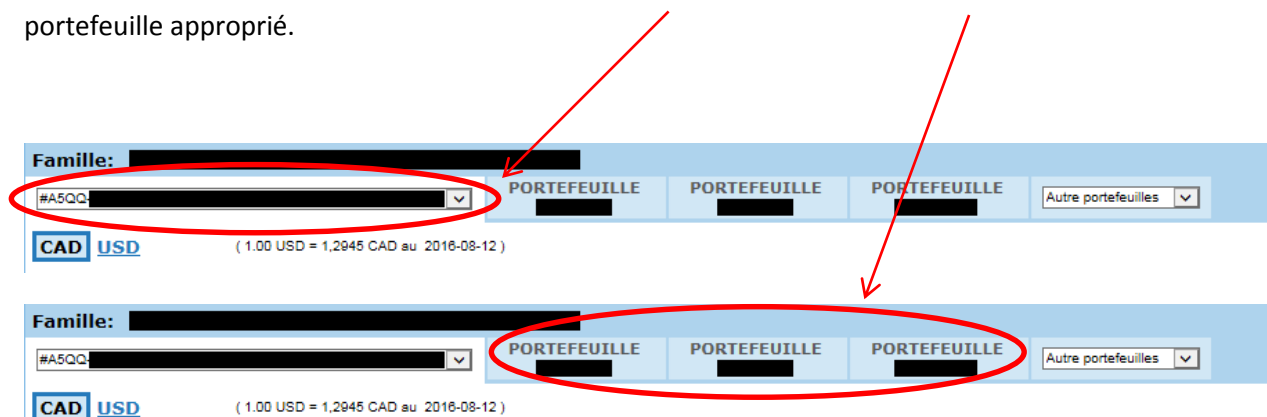 portefeuille approprié.
Famille:
#A5QQ- PORTEFEUILLE PORTEFEUILLE PORTEFEUILLE Autre portefeuilles
CAD USD ( 1.00 USD = 1,2945 CAD au 2016-08-12 )
Famille:
#A5QQ- PORTEFEUILLE PORTEFEUILLE PORTEFEUILLE Autre portefeuilles
CAD USD ( 1.00 USD = 1,2945 CAD au 2016-08-12 )